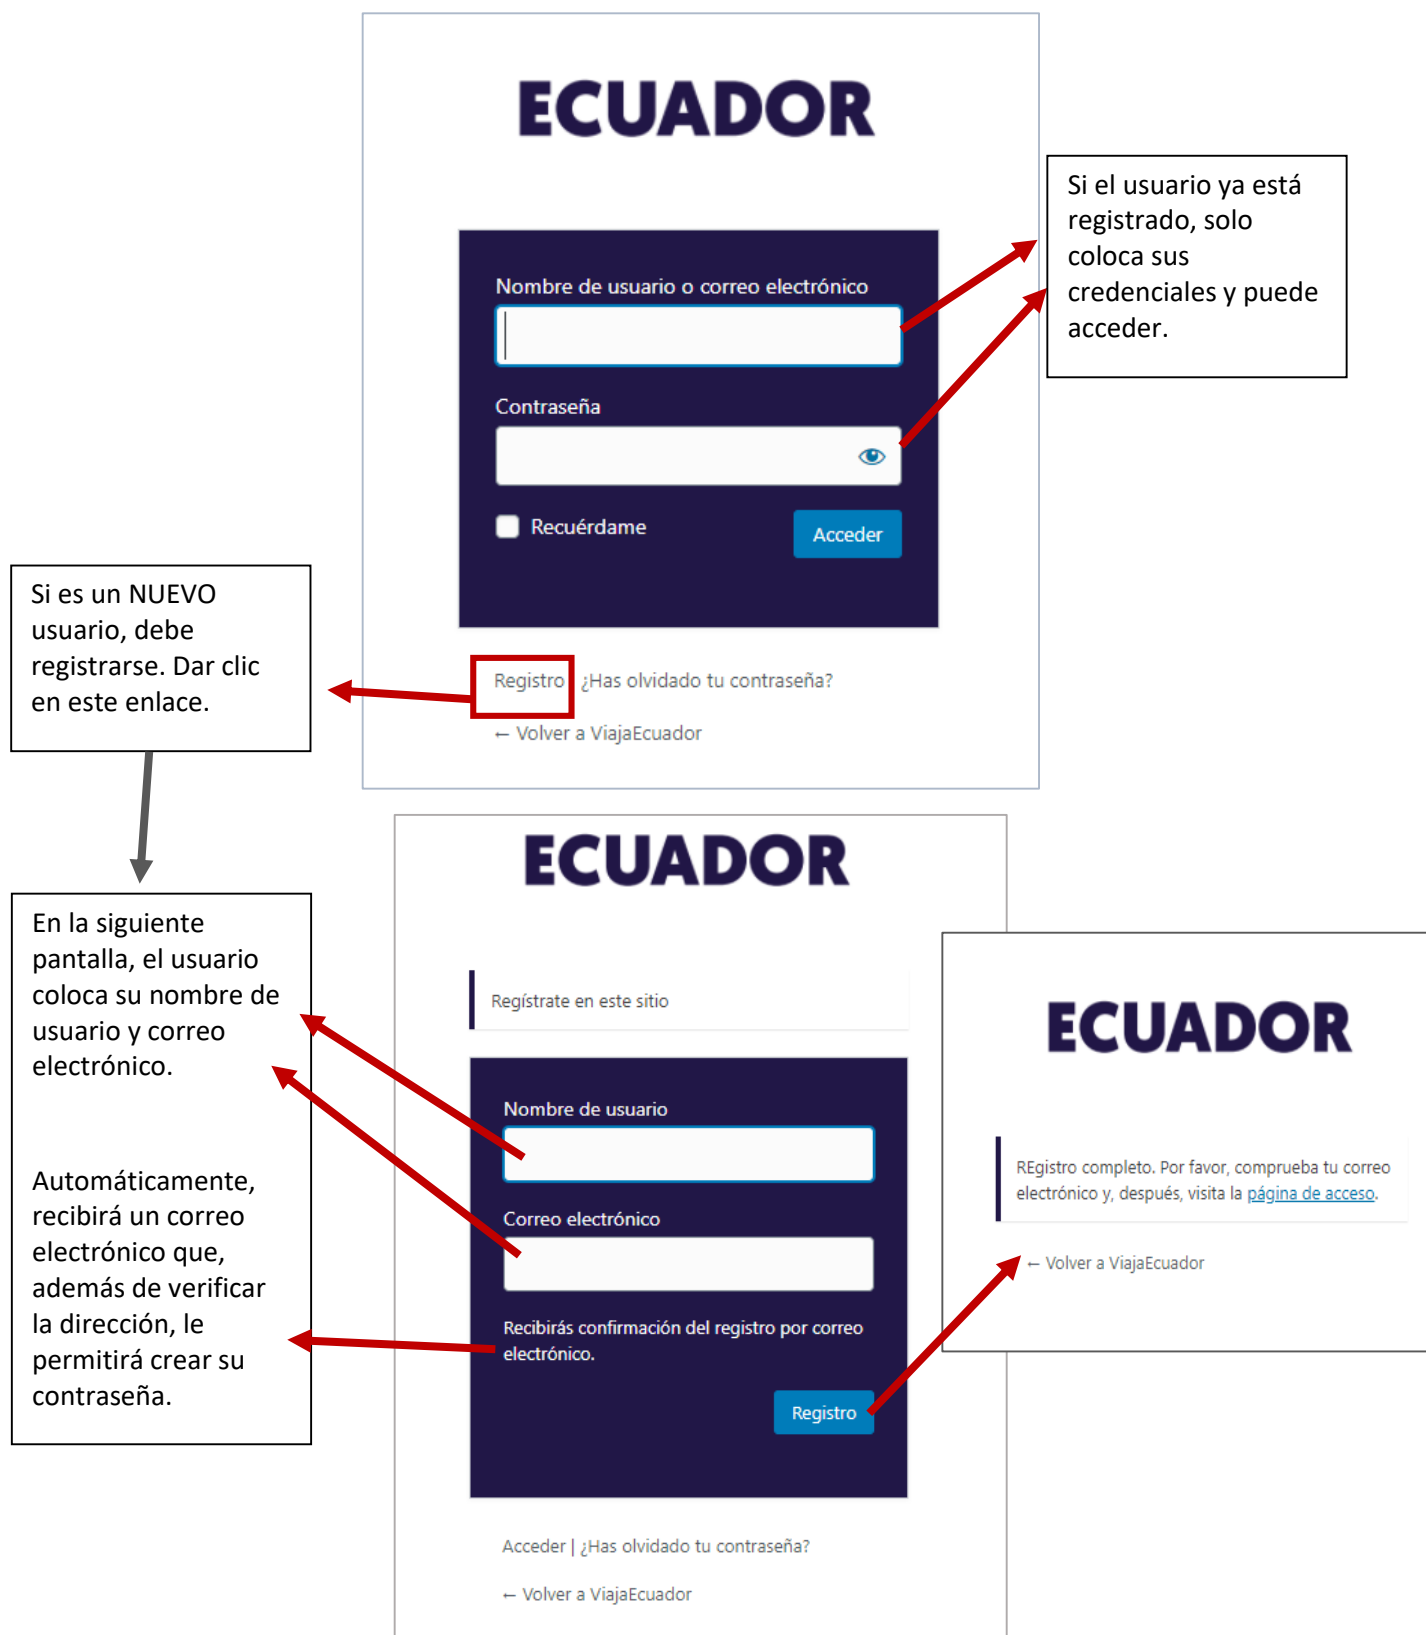 ECUADOR
Si el usuario ya está
registrado, solo
coloca sus
credenciales y puede
acceder.
Nombre de usuario o correo electrónico
Contraseña
Recuérdame
Acceder
Si es un NUEVO
usuario, debe
registrarse. Dar clic
en este enlace.
Registro ¿Has olvidado tu contraseña?
← Volver a ViajaEcuador
ECUADOR
En la siguiente
pantalla, el usuario
coloca su nombre de
usuario y correo
electrónico.
Automáticamente,
recibirá un correo
electrónico que,
además de verificar
la dirección, le
permitirá crear su
contraseña.
Regístrate en este sitio
Nombre de usuario
Correo electrónico
Recibirás confirmación del registro por correo
electrónico.
Registro
Acceder | ¿Has olvidado tu contraseña?
← Volver a ViajaEcuador
ECUADOR
REgistro completo. Por favor, comprueba tu correo
electrónico y, después, visita la página de acceso.
← Volver a ViajaEcuador